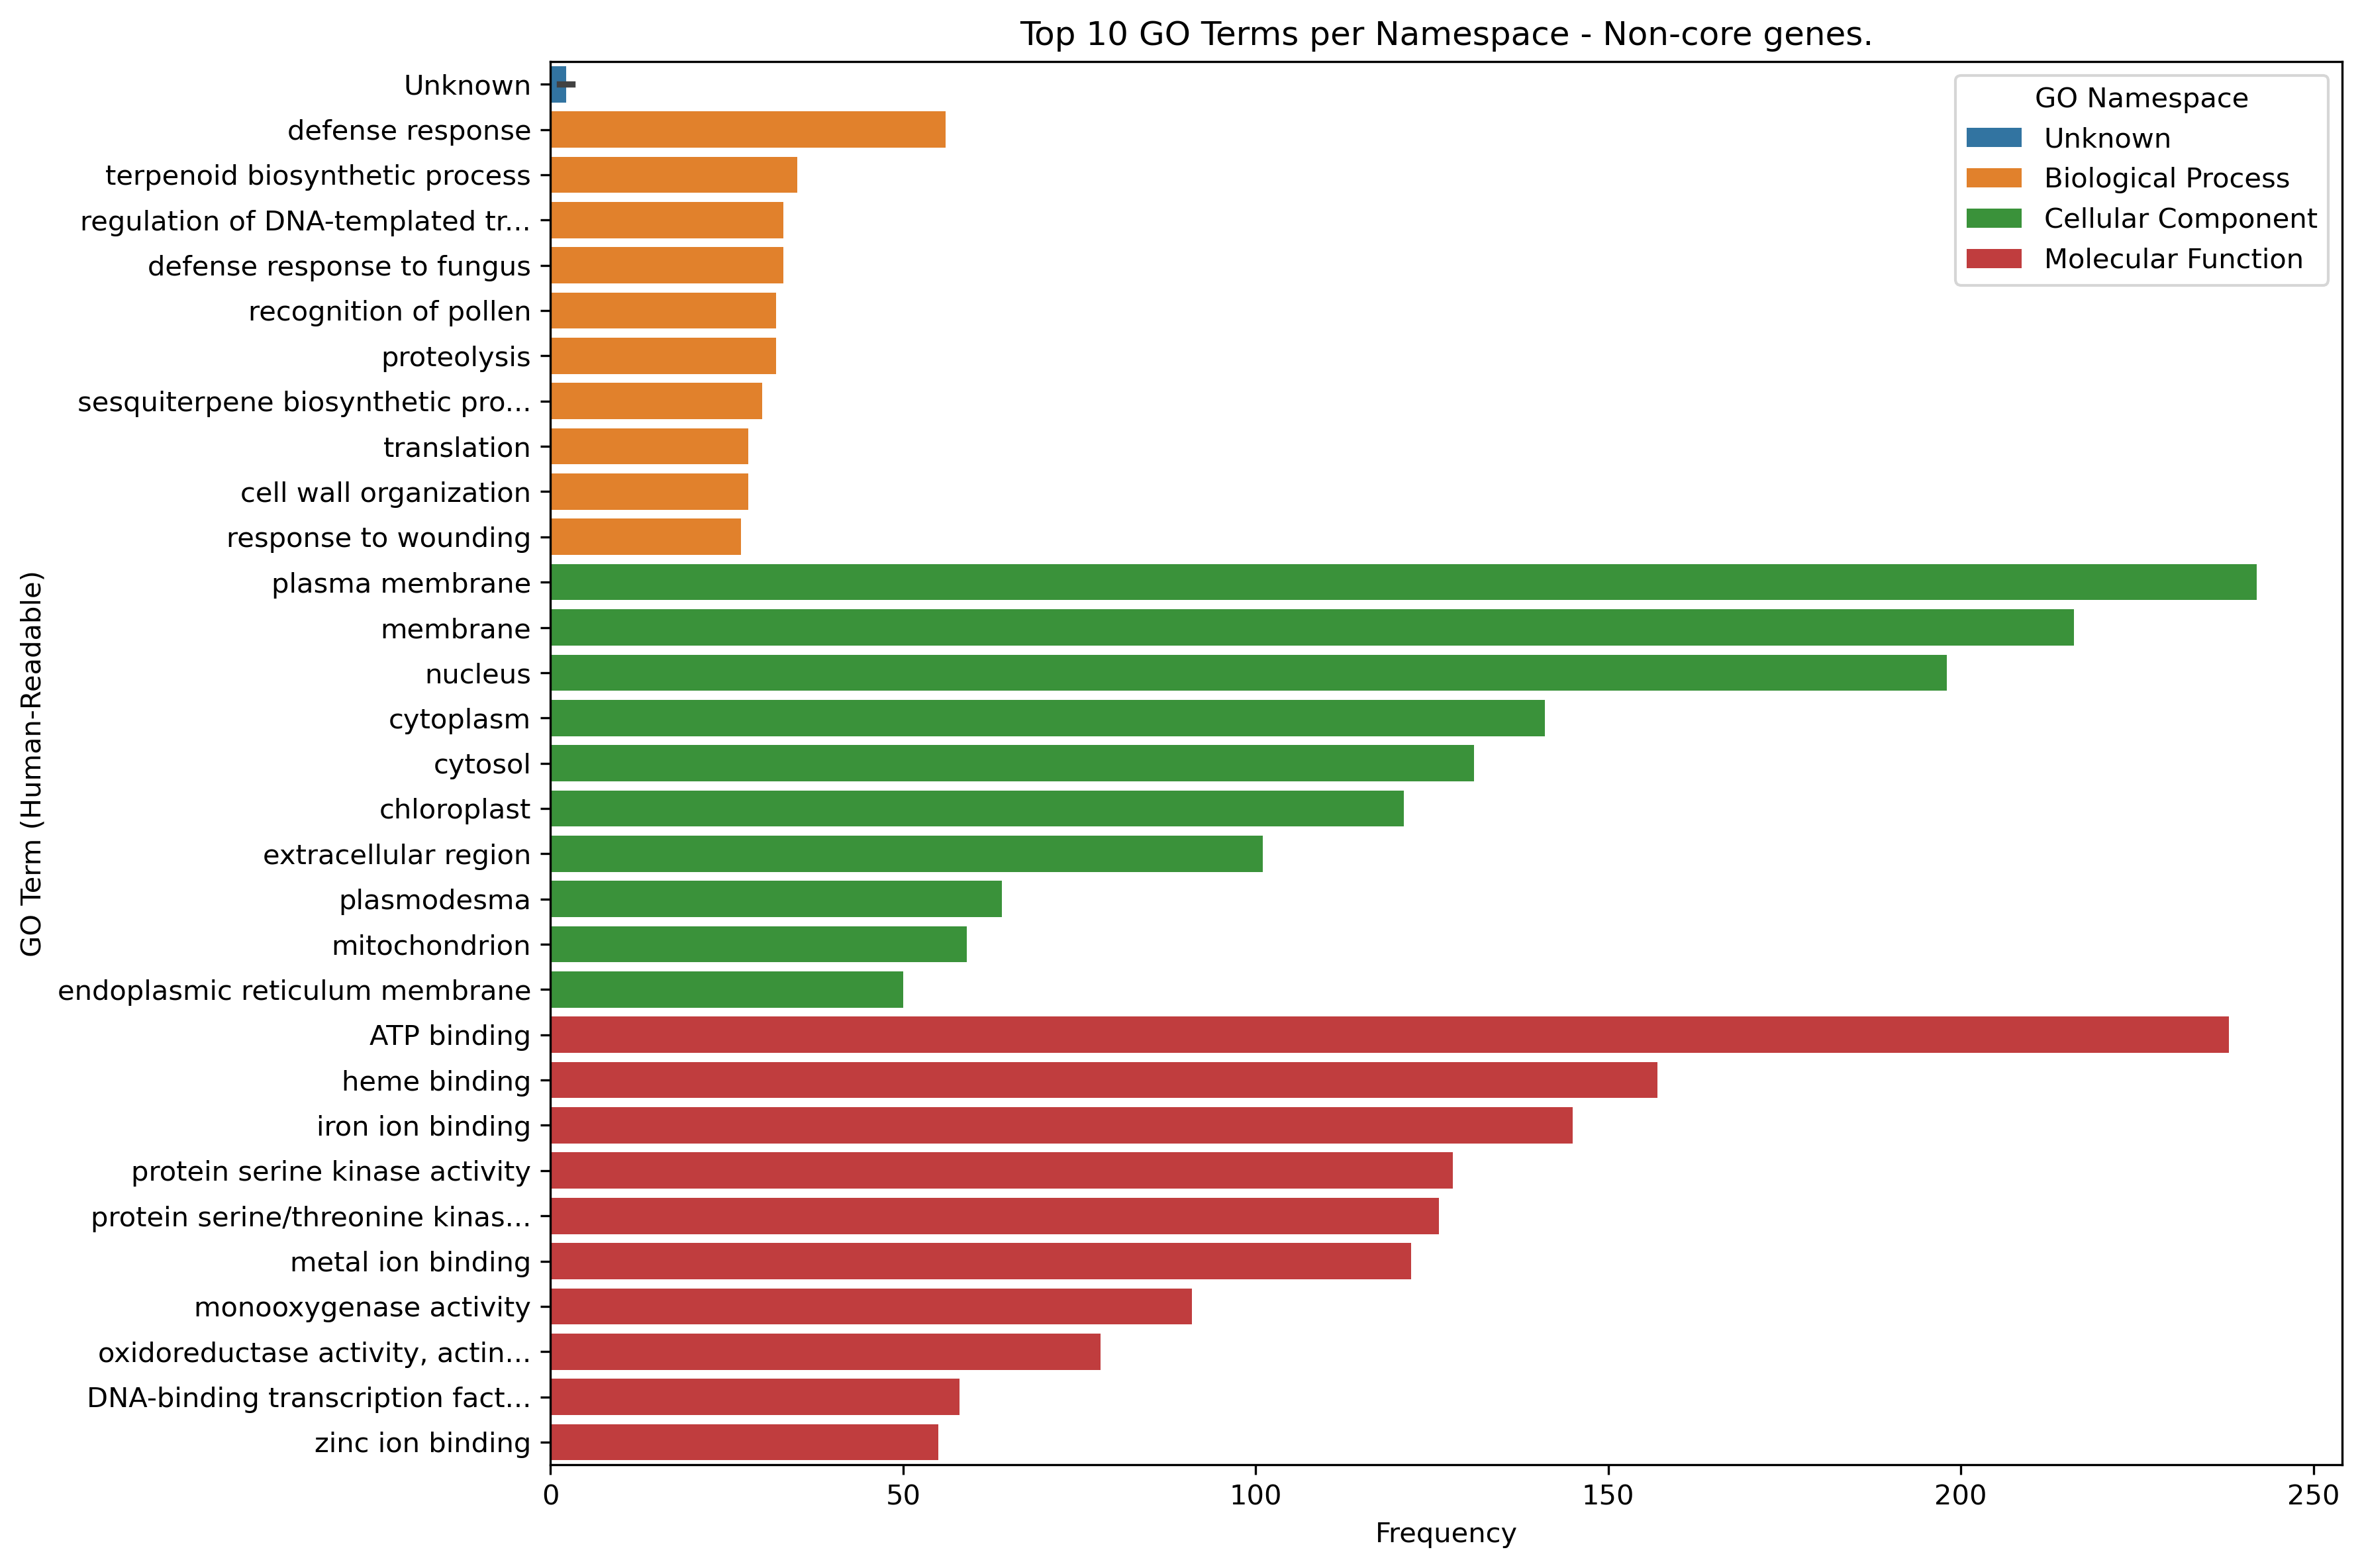 Top 10 GO Terms per Namespace - Non-core genes.
GO Namespace
Unknown
Biological Process
Cellular Component
Molecular Function
GO Term (Human-Readable)
Unknown
defense response
terpenoid biosynthetic process
regulation of DNA-templated tr...
defense response to fungus
recognition of pollen
proteolysis
sesquiterpene biosynthetic pro...
translation
cell wall organization
response to wounding
plasma membrane
membrane
nucleus
cytoplasm
cytosol
chloroplast
extracellular region
plasmodesma
mitochondrion
endoplasmic reticulum membrane
ATP binding
heme binding
iron ion binding
protein serine kinase activity
protein serine/threonine kinas...
metal ion binding
monooxygenase activity
oxidoreductase activity, actin...
DNA-binding transcription fact...
zinc ion binding
0 50 100 150 200 250
Frequency